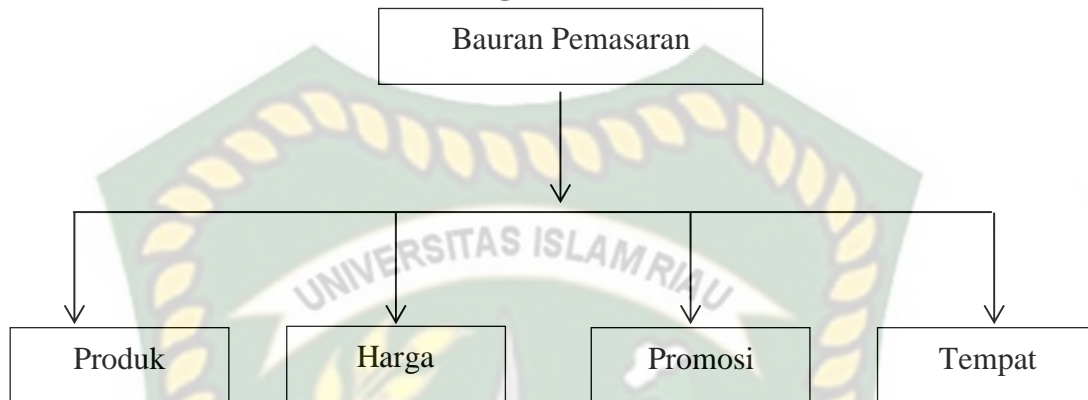 Bauran Pemasaran
UNIVERSITAS ISLAM RIAU
Produk
Harga
Promosi
Tempat